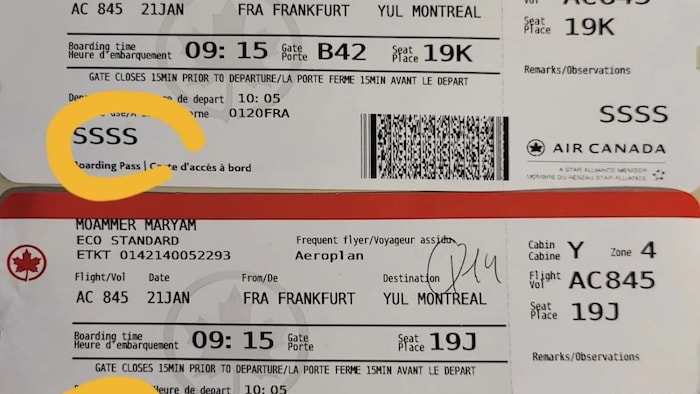 AC 845 21JAN FRA FRANKFURT YUL MONTREAL
Boarding time
Heure d'embarquement 09: 15 Gate
Porte B42 Seat
Place 19K
GATE CLOSES 15MIN PRIOR TO DEPARTURE/LA PORTE FERME 15MIN AVANT LE DEPART
de depart 10: 05
0120FRA
SSSS
Boarding Pass | Carte d'accès à bord
AC845
Seat
Place 19K
Remarks/Observations
SSSS
AIR CANADA
A STAR ALLIANCE MEMBER
MEMBRE DU RÉSEAU STAR ALLIANCE
MOAMMER MARYAM
ECO STANDARD
ETKT 0142140052293
Frequent flyer/Voyageur assidu
Aeroplan
Flight/Vol Date From/De Destination
AC 845 21JAN FRA FRANKFURT YUL MONTREAL
Boarding time
Heure d'embarquement 09: 15 Gate
Porte Seat
Place 19J
GATE CLOSES 15MIN PRIOR TO DEPARTURE/LA PORTE FERME 15MIN AVANT LE DEPART
Heure de depart 10: 05
Cabin
Cabine Y Zone 4
Flight
Vol AC845
Seat
Place 19J
Remarks/Observations